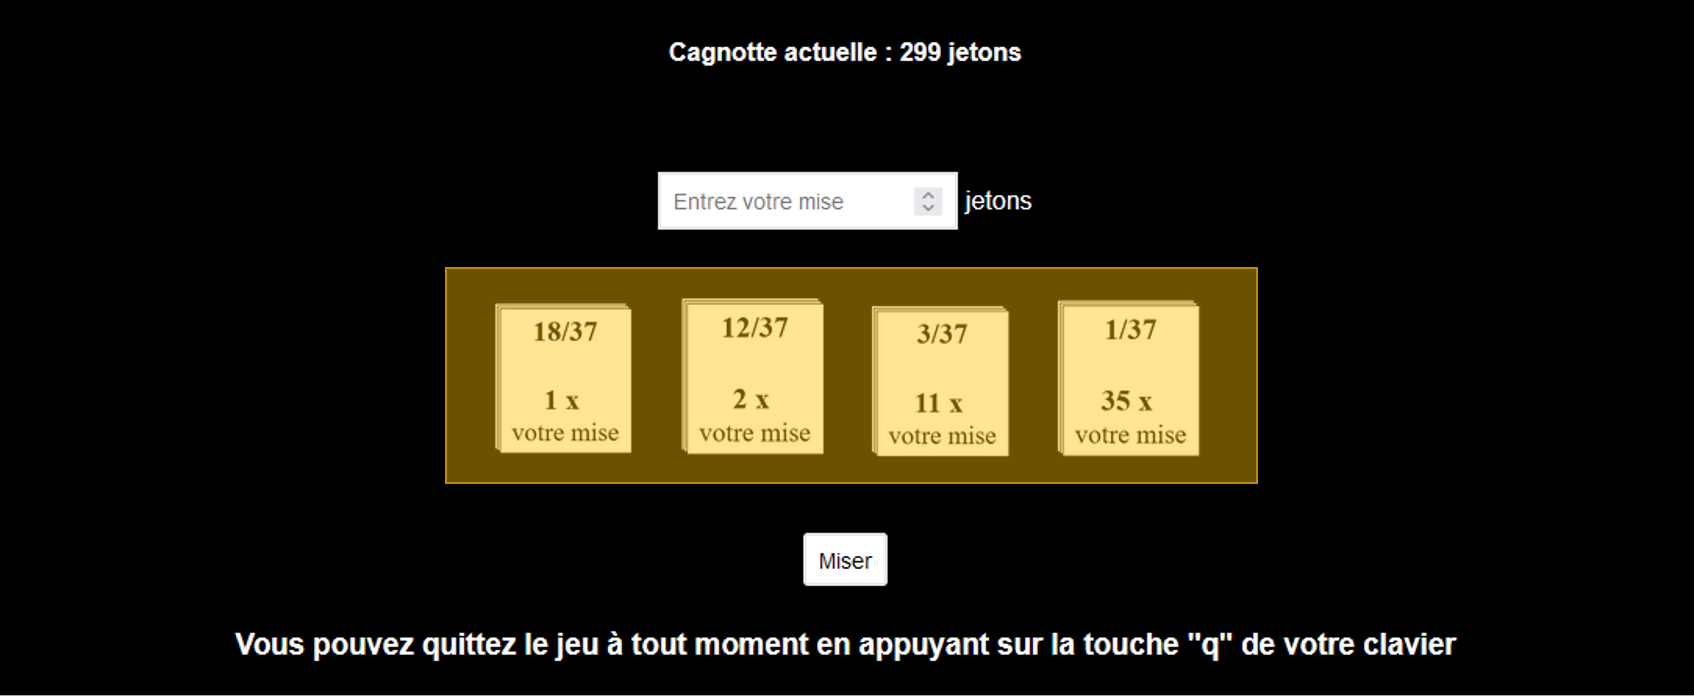 Cagnotte actuelle : 299 jetons
Entrez votre mise jetons
18/37 12/37 3/37 1/37
1 x 2 x 11 x 35 x
votre mise votre mise votre mise votre mise
Miser
Vous pouvez quittez le jeu à tout moment en appuyant sur la touche "q" de votre clavier